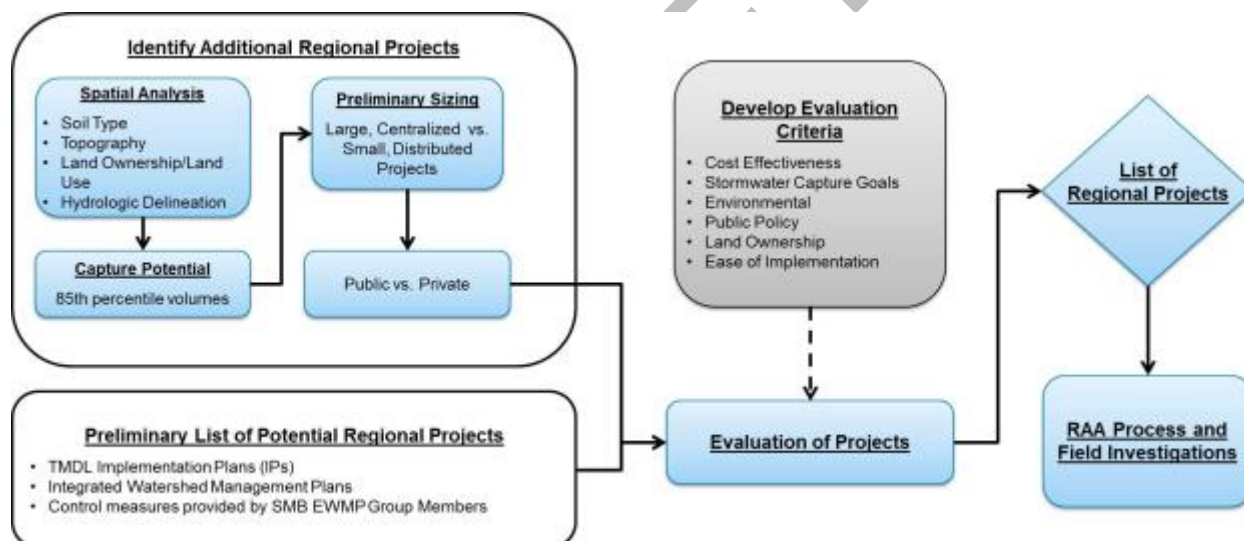 Identify Additional Regional Projects
Spatial Analysis
• Soil Type
• Topography
• Land Ownership/Land
Use
• Hydrologic Delineation
Capture Potential
85th percentile volumes
Preliminary Sizing
Large, Centralized vs.
Small, Distributed
Projects
Public vs. Private
Preliminary List of Potential Regional Projects
• TMDL Implementation Plans (IPs)
• Integrated Watershed Management Plans
• Control measures provided by SMB EWMP Group Members
Develop Evaluation
Criteria
• Cost Effectiveness
• Stormwater Capture Goals
• Environmental
• Public Policy
• Land Ownership
• Ease of Implementation
Evaluation of Projects
List of
Regional Projects
RAA Process and
Field Investigations